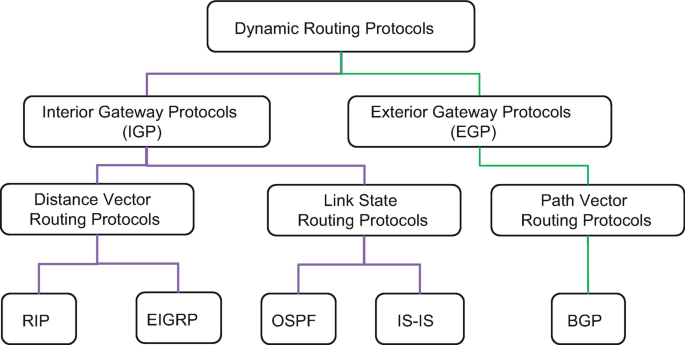 Dynamic Routing Protocols
Interior Gateway Protocols
(IGP)
Exterior Gateway Protocols
(EGP)
Distance Vector
Routing Protocols
Link State
Routing Protocols
Path Vector
Routing Protocols
RIP
EIGRP
OSPF
IS-IS
BGP